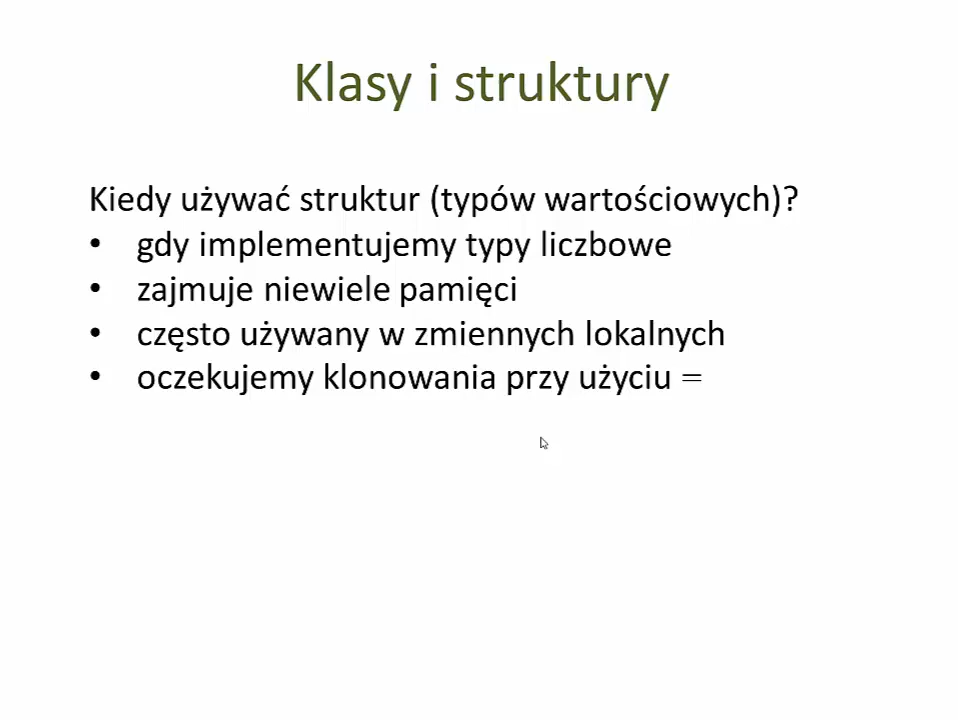 Klasy i struktury
Kiedy używać struktur (typów wartościowych)?
• gdy implementujemy typy liczbowe
• zajmuje niewiele pamięci
• często używany w zmiennych lokalnych
• oczekujemy klonowania przy użyciu =